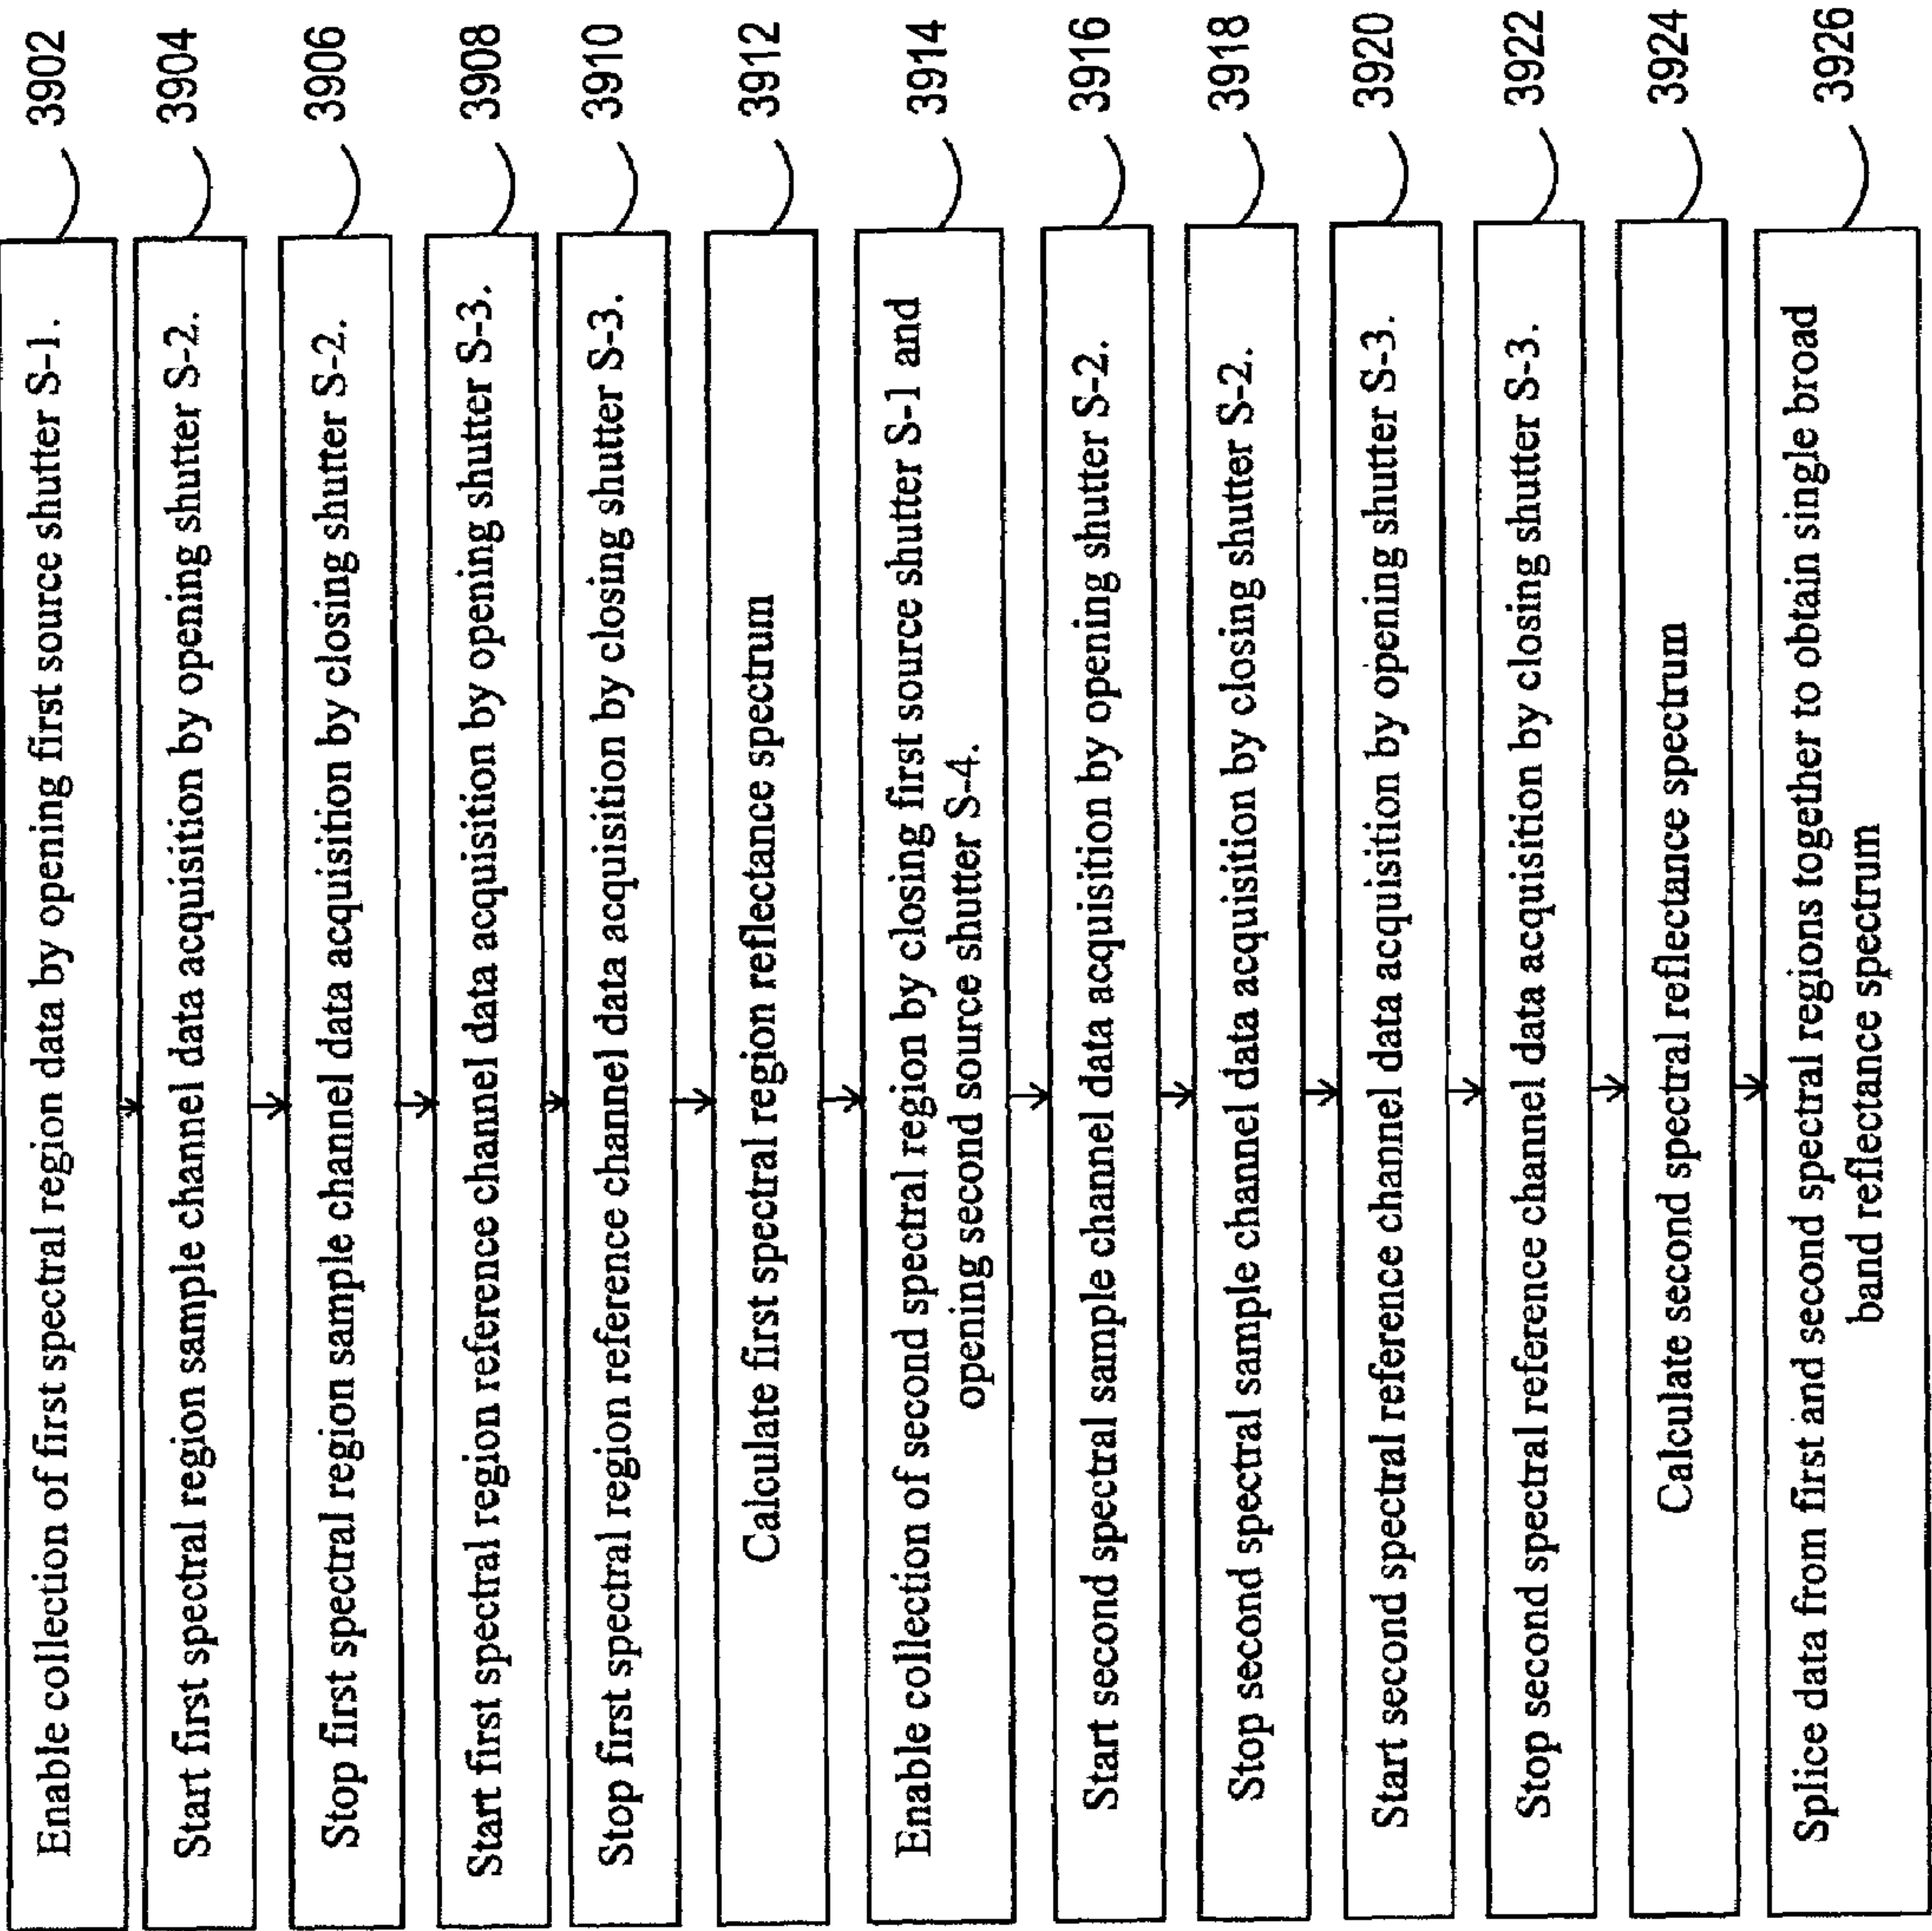 Enable collection of first spectral region data by opening first source shutter S-1.
3902
Start first spectral region sample channel data acquisition by opening shutter S-2.
3904
Stop first spectral region sample channel data acquisition by closing shutter S-2.
3906
Start first spectral region reference channel data acquisition by opening shutter S-3.
3908
Stop first spectral region reference channel data acquisition by closing shutter S-3.
3910
Calculate first spectral region reflectance spectrum
3912
Enable collection of second spectral region by closing first source shutter S-1 and
opening second source shutter S-4.
3914
Start second spectral sample channel data acquisition by opening shutter S-2.
3916
Stop second spectral sample channel data acquisition by closing shutter S-2.
3918
Start second spectral reference channel data acquisition by opening shutter S-3.
3920
Stop second spectral reference channel data acquisition by closing shutter S-3.
3922
Calculate second spectral reflectance spectrum
3924
Splice data from first and second spectral regions together to obtain single broad
band reflectance spectrum
3926